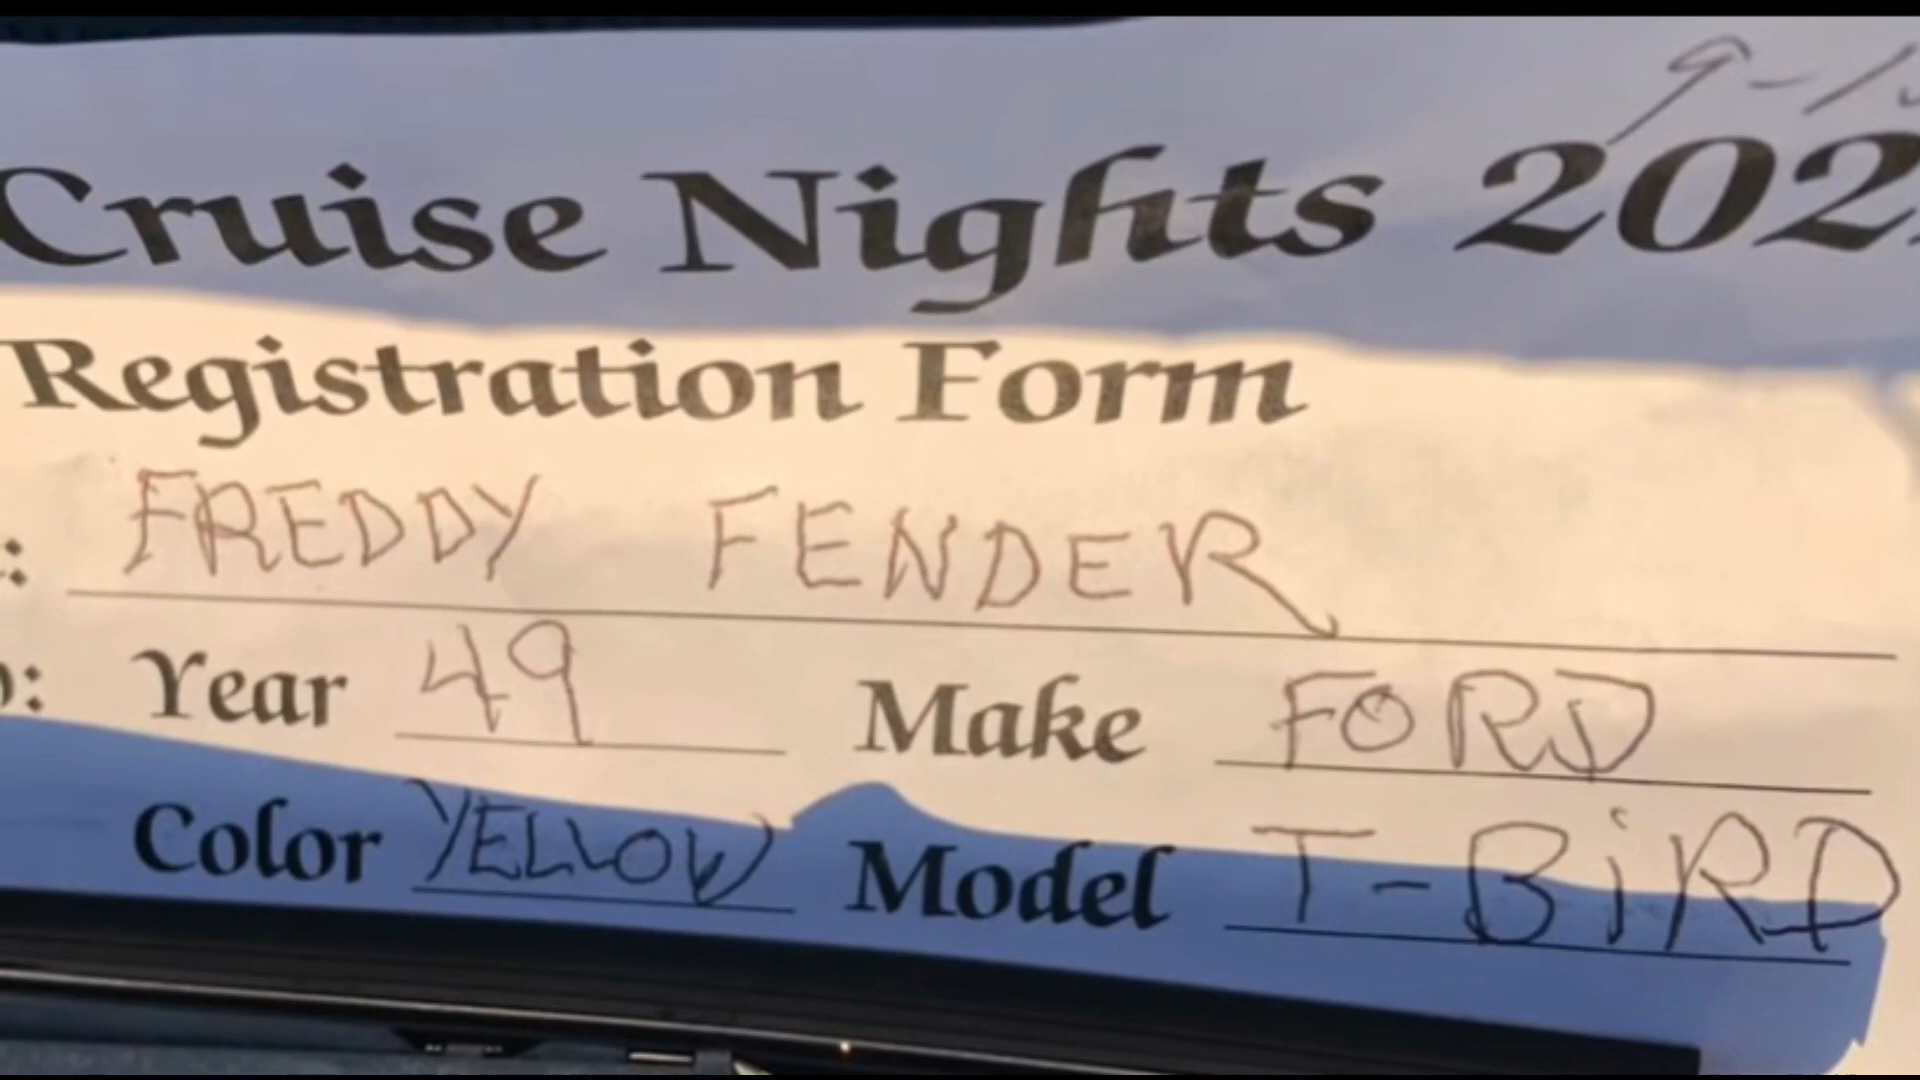 9-1
Cruise Nights 202
Registration Form
: FREDDY FENDER
: Year 49 Make FORD
Color YELLOW Model T-BiRD